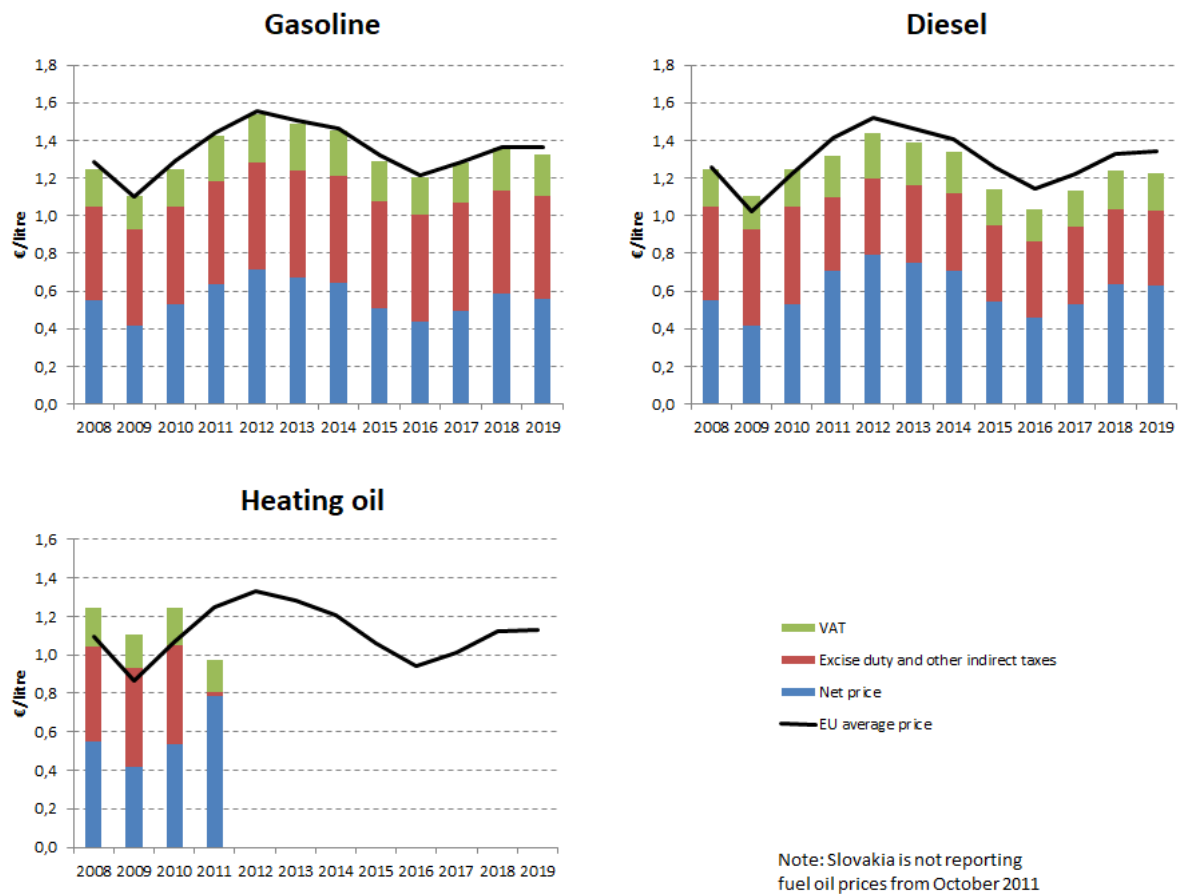 Gasoline
1,8
1,6
1,4
1,2
1,0
0,8
0,6
0,4
0,2
0,0
€/litre
2008 2009 2010 2011 2012 2013 2014 2015 2016 2017 2018 2019
Diesel
1,8
1,6
1,4
1,2
1,0
0,8
0,6
0,4
0,2
0,0
€/litre
2008 2009 2010 2011 2012 2013 2014 2015 2016 2017 2018 2019
Heating oil
1,6
1,4
1,2
1,0
0,8
0,6
0,4
0,2
0,0
€/litre
2008 2009 2010 2011 2012 2013 2014 2015 2016 2017 2018 2019
VAT
Excise duty and other indirect taxes
Net price
EU average price
Note: Slovakia is not reporting
fuel oil prices from October 2011